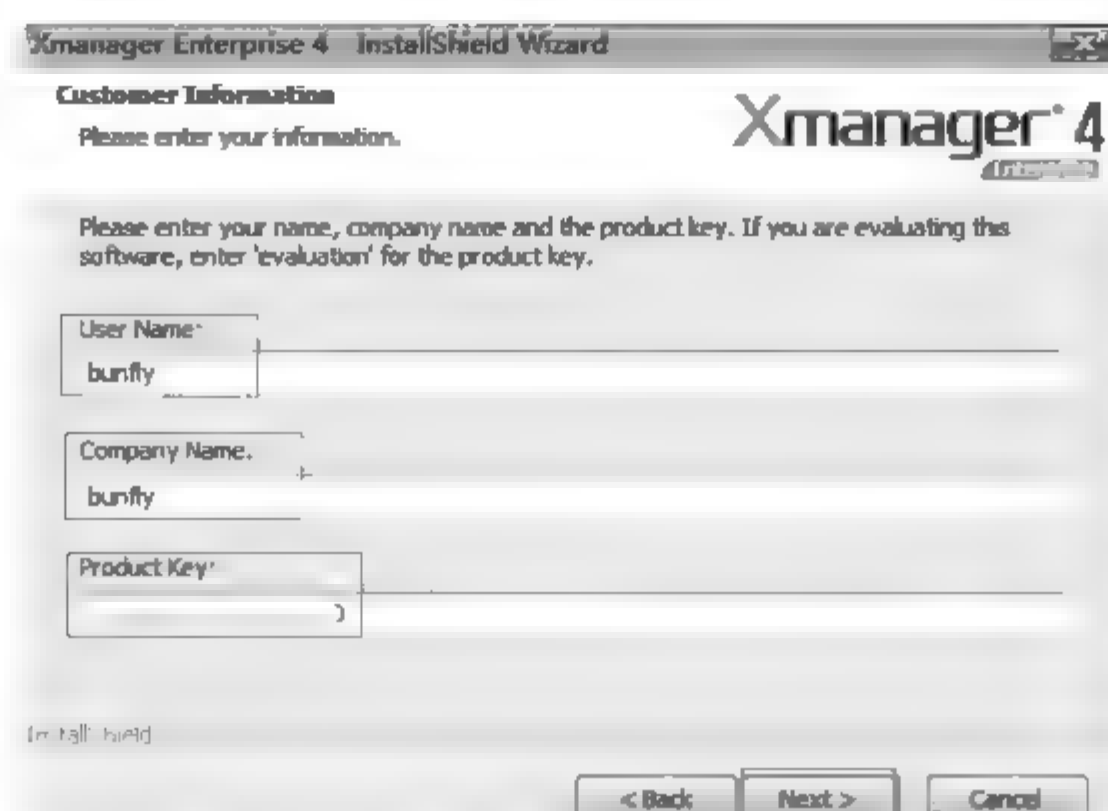 Xmanager Enterprise 4 InstallShield Wizard
Customer Information
Please enter your information.
Xmanager 4
Please enter your name, company name and the product key. If you are evaluating this
software, enter 'evaluation' for the product key.
User Name:
bunfly
Company Name:
bunfly
Product Key:
InstallShield
< Back
Next >
Cancel